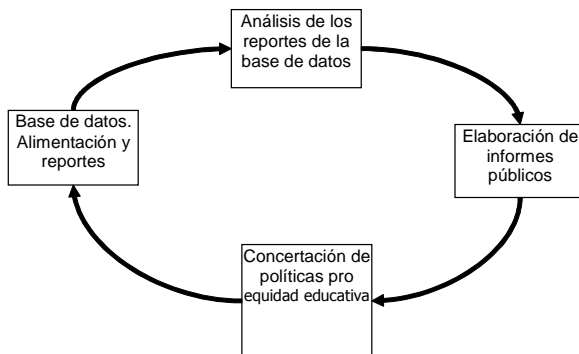 Análisis de los
reportes de la
base de datos
Base de datos.
Alimentación y
reportes
Elaboración de
informes
públicos
Concertación de
políticas pro
equidad educativa